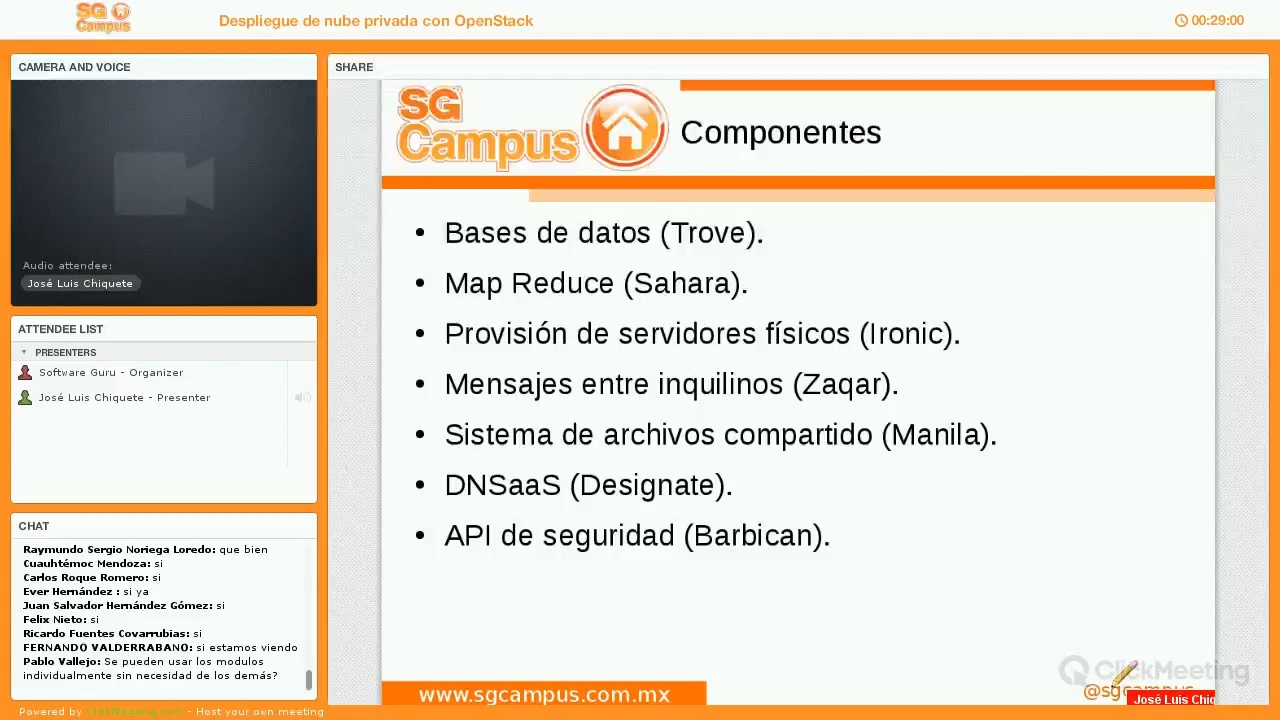 SG Campus
Despliegue de nube privada con OpenStack
00:29:00
CAMERA AND VOICE
Audio attendee:
José Luis Chiquete
ATTENDEE LIST
PRESENTERS
Software Guru - Organizer
José Luis Chiquete - Presenter
CHAT
Raymundo Sergio Noriega Loredo: que bien
Cuauhtémoc Mendoza: si
Carlos Roque Romero: si
Ever Hernández : si ya
Juan Salvador Hernández Gómez: si
Felix Nieto: si
Ricardo Fuentes Covarrubias: si
FERNANDO VALDERRABANO: si estamos viendo
Pablo Vallejo: Se pueden usar los modulos
individualmente sin necesidad de los demás?
SHARE
SG
Campus
Componentes
• Bases de datos (Trove).
• Map Reduce (Sahara).
• Provisión de servidores físicos (Ironic).
• Mensajes entre inquilinos (Zaqar).
• Sistema de archivos compartido (Manila).
• DNSaaS (Designate).
• API de seguridad (Barbican).
ClickMeeting
www.sgcampus.com.mx
@sgcampus
José Luis Chiq
Powered by ClickMeeting.com - Host your own meeting